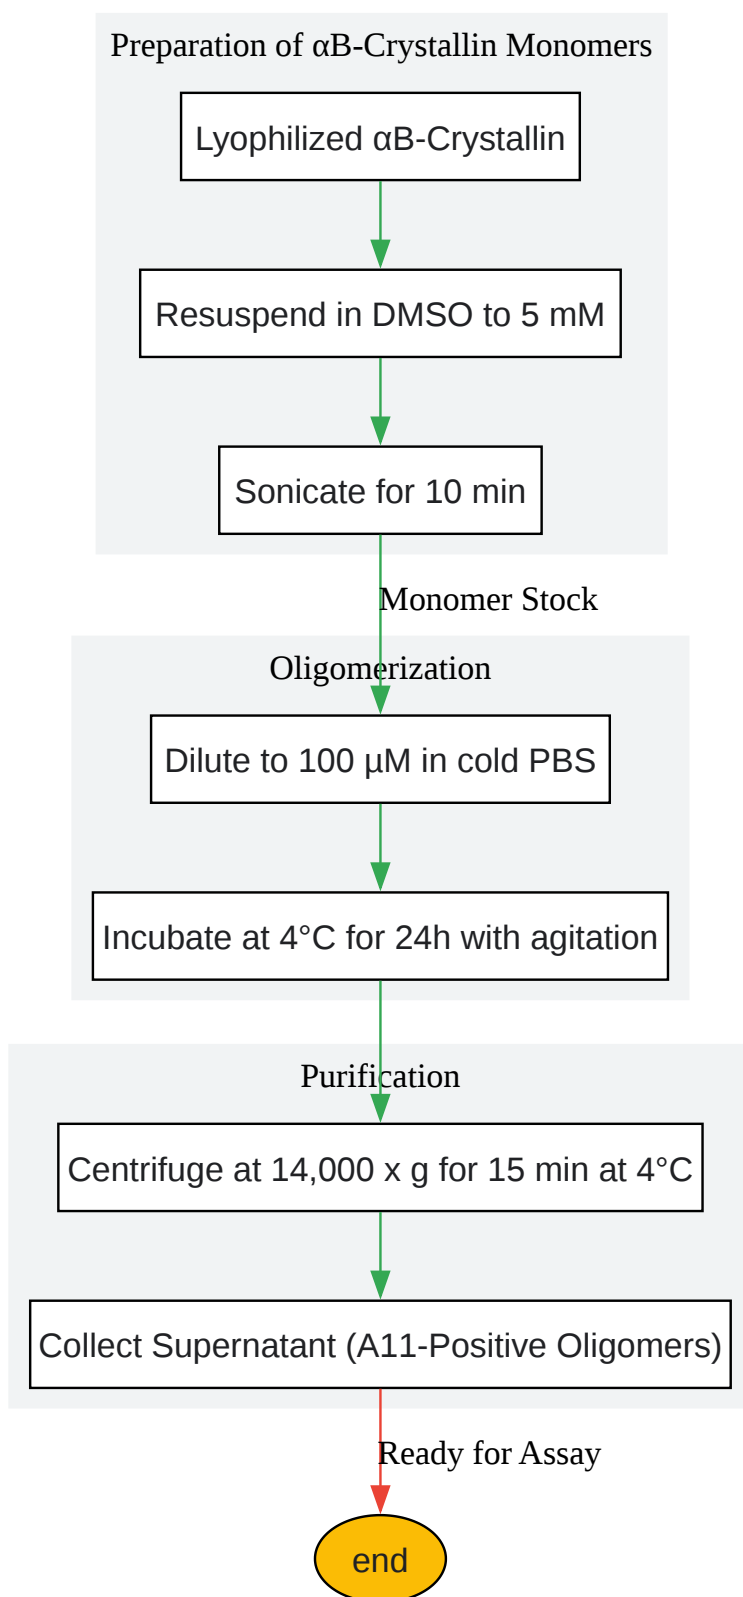 Preparation of αB-Crystallin Monomers
Lyophilized αB-Crystallin
Resuspend in DMSO to 5 mM
Sonicate for 10 min
Monomer Stock
Oligomerization
Dilute to 100 µM in cold PBS
Incubate at 4°C for 24h with agitation
Purification
Centrifuge at 14,000 x g for 15 min at 4°C
Collect Supernatant (A11-Positive Oligomers)
Ready for Assay
end